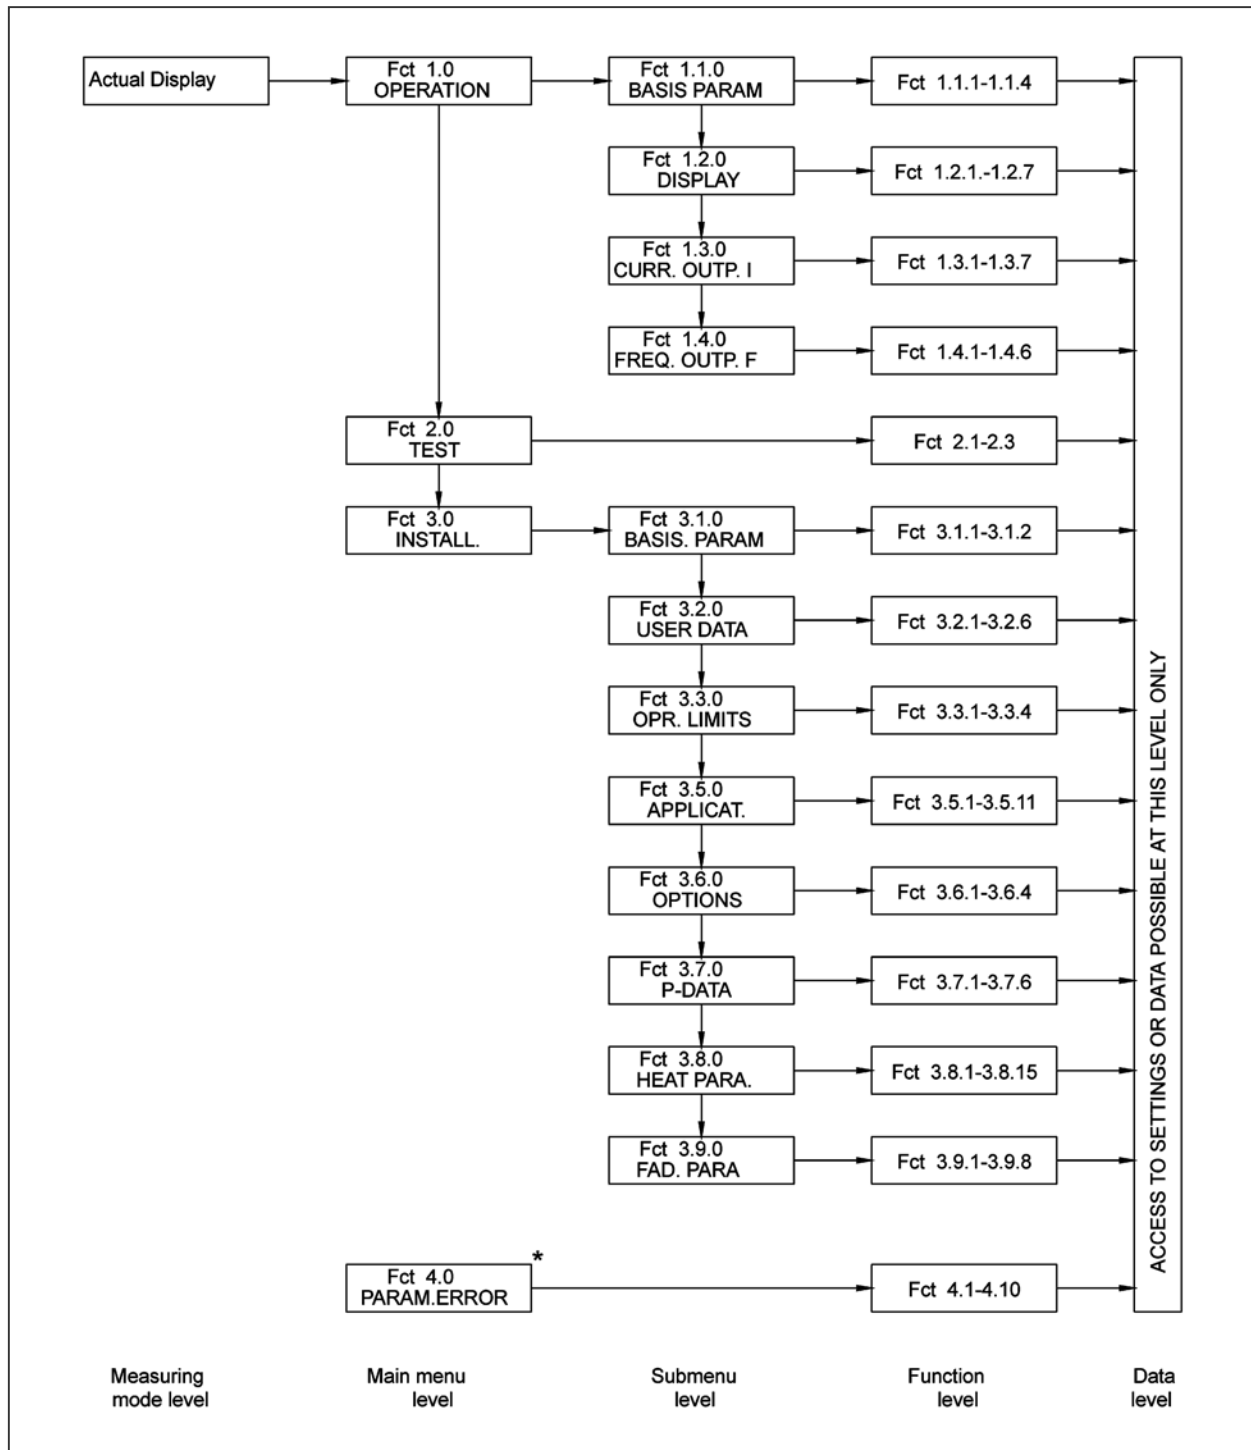 Actual Display
Fct 1.0
OPERATION
Fct 1.1.0
BASIS PARAM
Fct 1.1.1-1.1.4
Fct 1.2.0
DISPLAY
Fct 1.2.1.-1.2.7
Fct 1.3.0
CURR. OUTP. I
Fct 1.3.1-1.3.7
Fct 1.4.0
FREQ. OUTP. F
Fct 1.4.1-1.4.6
Fct 2.0
TEST
Fct 2.1-2.3
Fct 3.0
INSTALL.
Fct 3.1.0
BASIS. PARAM
Fct 3.1.1-3.1.2
Fct 3.2.0
USER DATA
Fct 3.2.1-3.2.6
Fct 3.3.0
OPR. LIMITS
Fct 3.3.1-3.3.4
Fct 3.5.0
APPLICAT.
Fct 3.5.1-3.5.11
Fct 3.6.0
OPTIONS
Fct 3.6.1-3.6.4
Fct 3.7.0
P-DATA
Fct 3.7.1-3.7.6
Fct 3.8.0
HEAT PARA.
Fct 3.8.1-3.8.15
Fct 3.9.0
FAD. PARA
Fct 3.9.1-3.9.8
Fct 4.0
PARAM.ERROR
*
Fct 4.1-4.10
ACCESS TO SETTINGS OR DATA POSSIBLE AT THIS LEVEL ONLY
Measuring
mode level
Main menu
level
Submenu
level
Function
level
Data
level